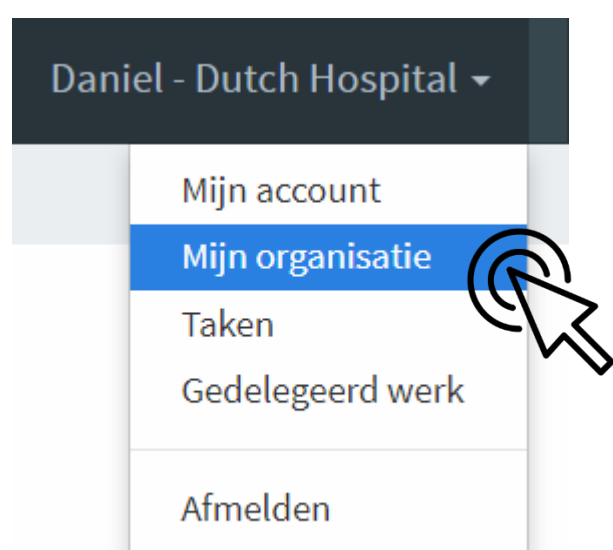 Daniel - Dutch Hospital
Mijn account
Mijn organisatie
Taken
Gedelegeerd werk
Afmelden